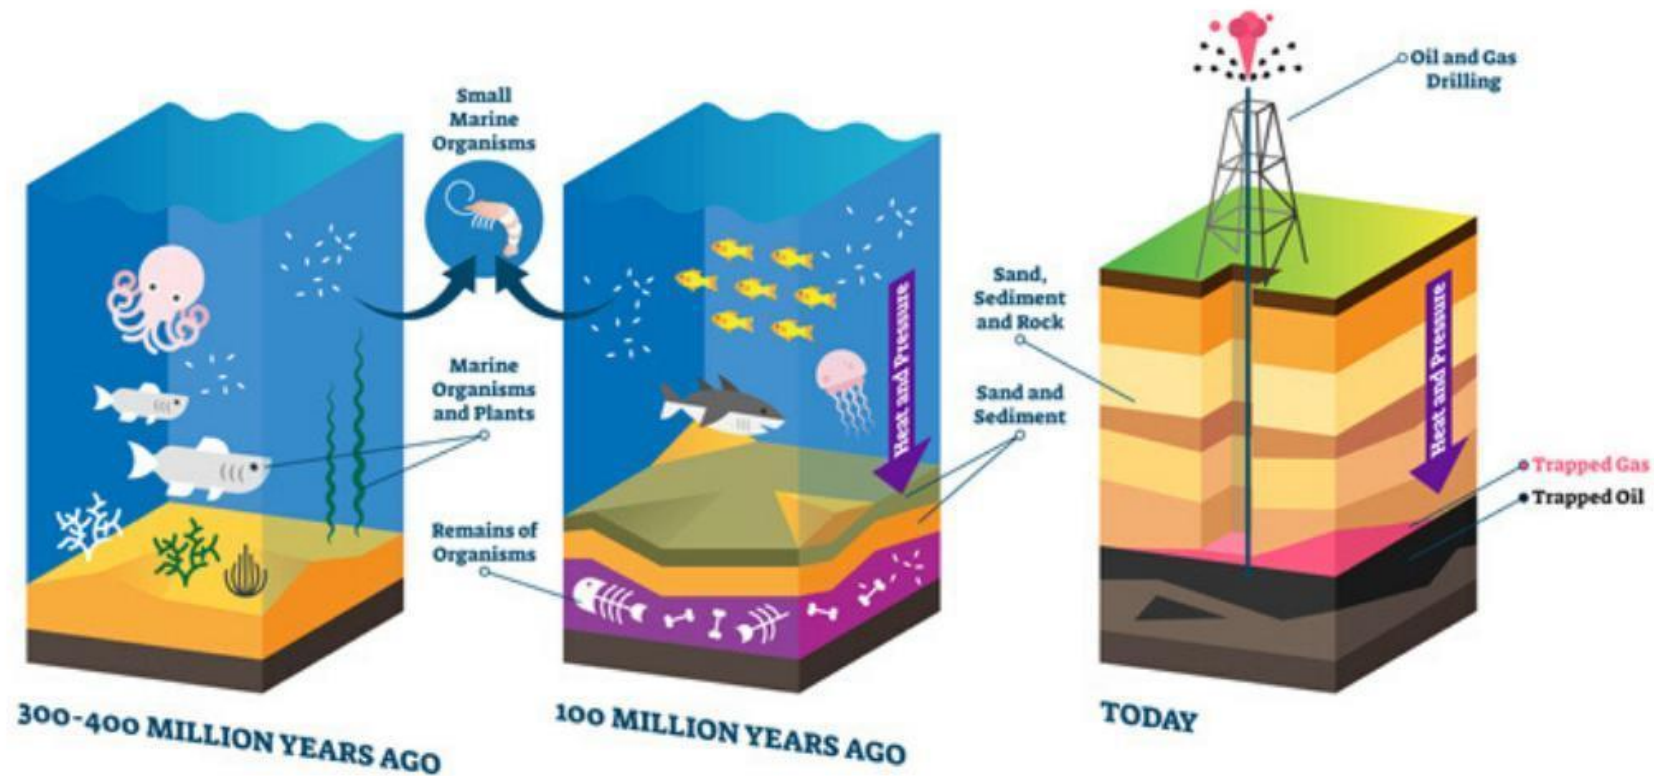 Small
Marine
Organisms
Marine
Organisms
and Plants
Remains of
Organisms
300-400 MILLION YEARS AGO
Heat and Pressure
Sand,
Sediment
and Rock
Sand and
Sediment
100 MILLION YEARS AGO
Oil and Gas
Drilling
Heat and Pressure
Trapped Gas
Trapped Oil
TODAY